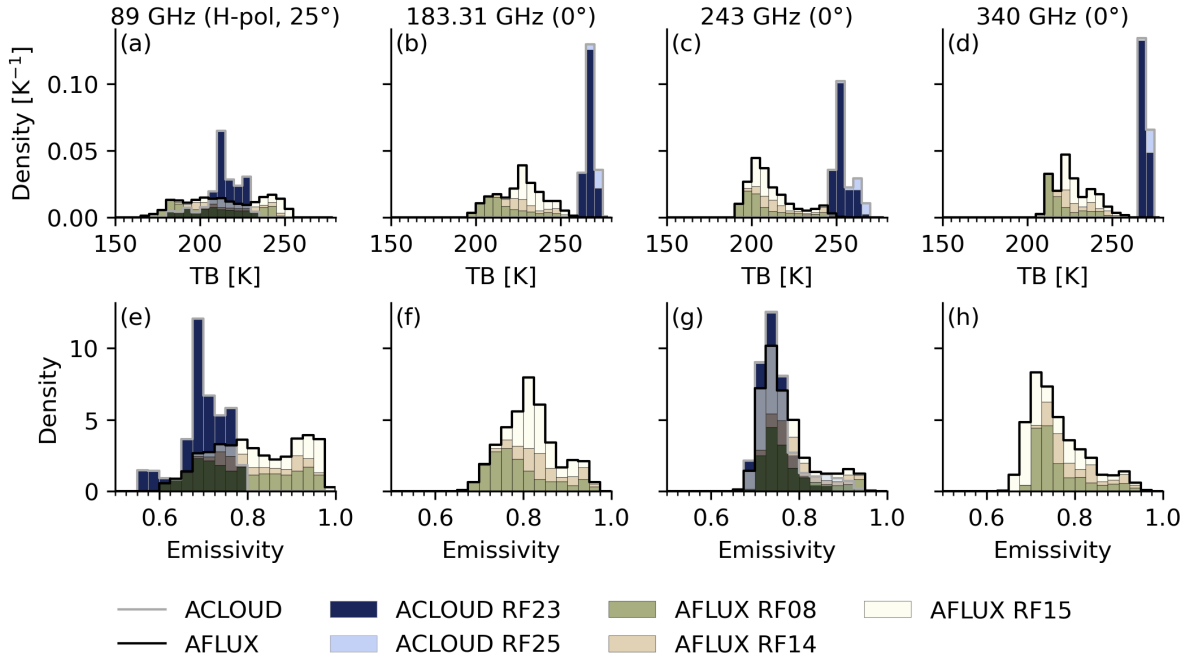 89 GHz (H-pol, 25°) 183.31 GHz (0°) 243 GHz (0°) 340 GHz (0°)
(a) (b) (c) (d)
Density [K⁻¹]
0.10
0.05
0.00
150 200 250 150 200 250 150 200 250 150 200 250
TB [K] TB [K] TB [K] TB [K]
(e) (f) (g) (h)
Density
10
5
0
0.6 0.8 1.0 0.6 0.8 1.0 0.6 0.8 1.0 0.6 0.8 1.0
Emissivity Emissivity Emissivity Emissivity
ACLOUD ACLOUD RF23 AFLUX RF08 AFLUX RF15
AFLUX ACLOUD RF25 AFLUX RF14